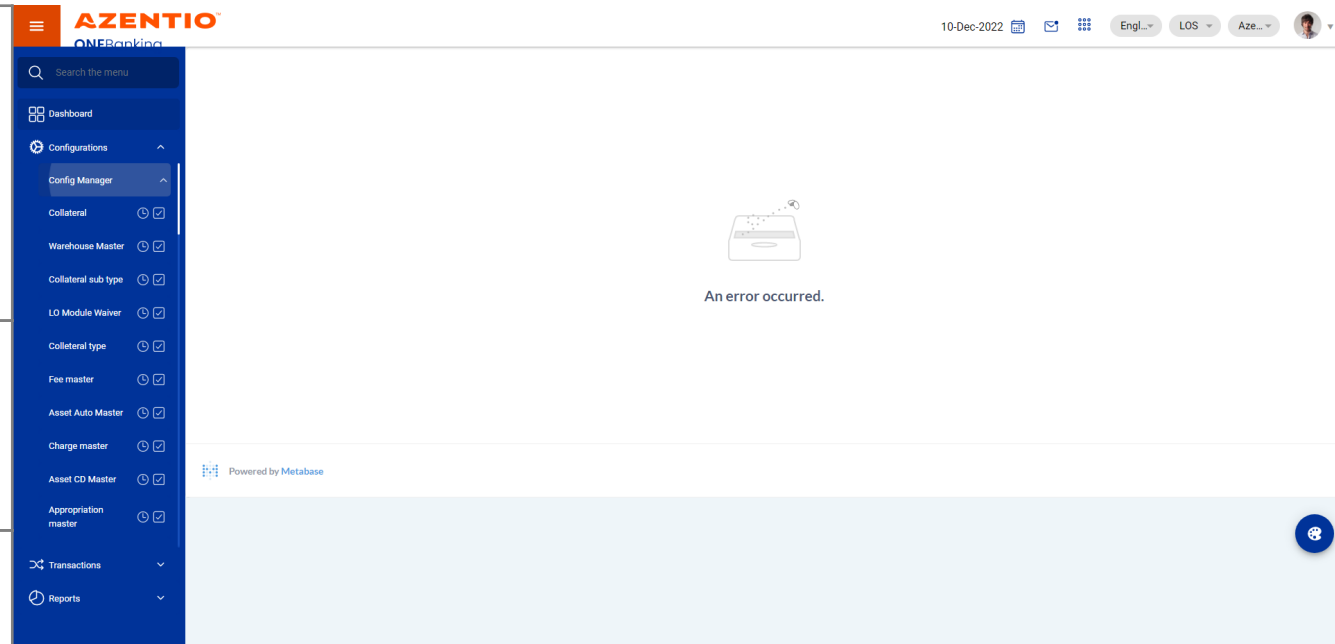 AZENTIO™
ONEBanking
10-Dec-2022
Engl...
LOS
Aze...
Search the menu
Dashboard
Configurations
Config Manager
Collateral
Warehouse Master
Collateral sub type
LO Module Waiver
Colleteral type
Fee master
Asset Auto Master
Charge master
Asset CD Master
Appropriation
master
Transactions
Reports
An error occurred.
Powered by Metabase